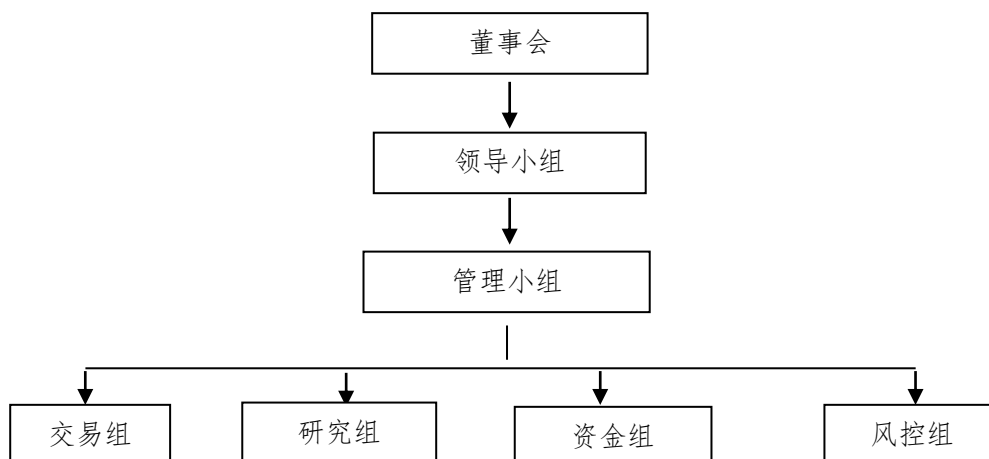 董事会
领导小组
管理小组
交易组
研究组
资金组
风控组